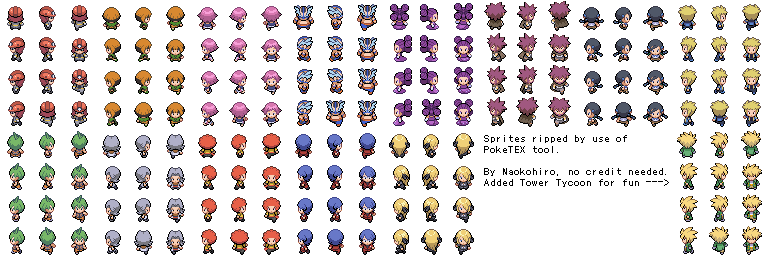 Sprites ripped by use of
PokeTEX tool.
By Naokohiro, no credit needed.
Added Tower Tycoon for fun --->